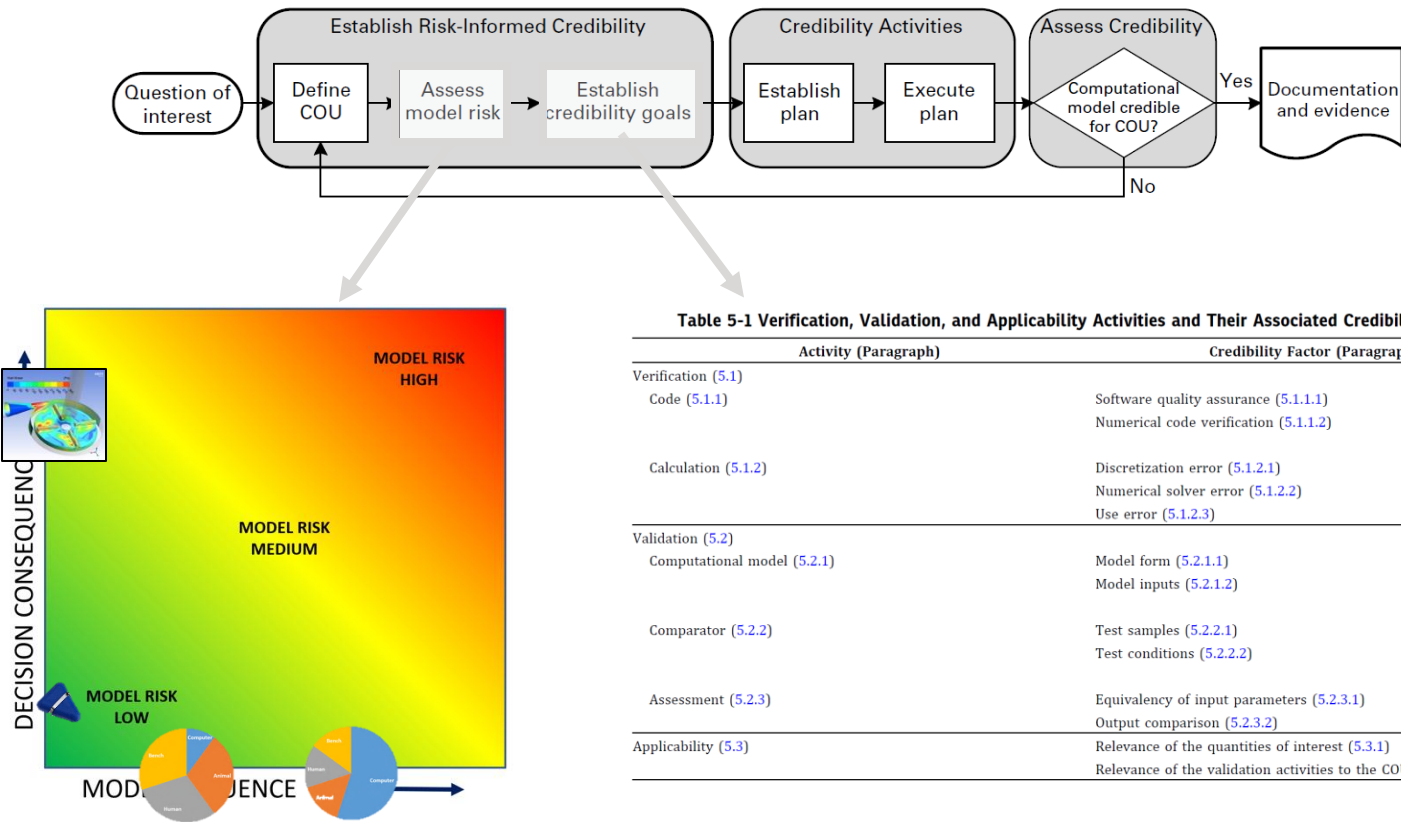 Establish Risk-Informed Credibility
Credibility Activities
Assess Credibility
Question of
interest
Define
COU
Assess
model risk
Establish
credibility goals
Establish
plan
Execute
plan
Computational
model credible
for COU?
Yes
Documentation
and evidence
No
MODEL RISK
HIGH
MODEL RISK
MEDIUM
MODEL RISK
LOW
DECISION CONSEQUENC
Computer
Animal
Human
Bench
Bench
Human
Animal
Computer
MOD ENCE
Table 5-1 Verification, Validation, and Applicability Activities and Their Associated Credibil
Activity (Paragraph) Credibility Factor (Paragrap
Verification (5.1)
Code (5.1.1) Software quality assurance (5.1.1.1)
Numerical code verification (5.1.1.2)
Calculation (5.1.2) Discretization error (5.1.2.1)
Numerical solver error (5.1.2.2)
Use error (5.1.2.3)
Validation (5.2)
Computational model (5.2.1) Model form (5.2.1.1)
Model inputs (5.2.1.2)
Comparator (5.2.2) Test samples (5.2.2.1)
Test conditions (5.2.2.2)
Assessment (5.2.3) Equivalency of input parameters (5.2.3.1)
Output comparison (5.2.3.2)
Applicability (5.3) Relevance of the quantities of interest (5.3.1)
Relevance of the validation activities to the COU